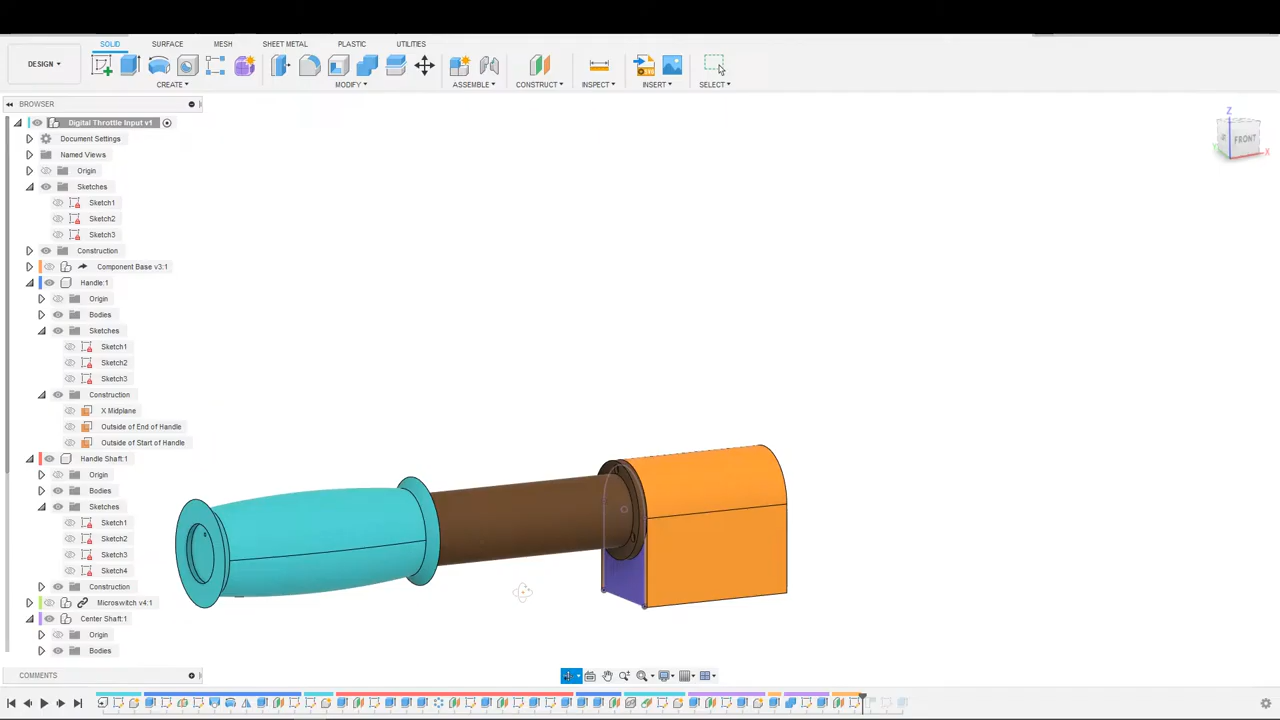 SOLID SURFACE MESH SHEET METAL PLASTIC UTILITIES
DESIGN
CREATE MODIFY ASSEMBLE CONSTRUCT INSPECT INSERT SELECT
BROWSER
Digital Throttle Input v1
Document Settings
Named Views
Origin
Sketches
Sketch1
Sketch2
Sketch3
Construction
Component Base v3:1
Handle:1
Origin
Bodies
Sketches
Sketch1
Sketch2
Sketch3
Construction
X Midplane
Outside of End of Handle
Outside of Start of Handle
Handle Shaft:1
Origin
Bodies
Sketches
Sketch1
Sketch2
Sketch3
Sketch4
Construction
Microswitch v4:1
Center Shaft:1
Origin
Bodies
COMMENTS
Z
FRONT
X